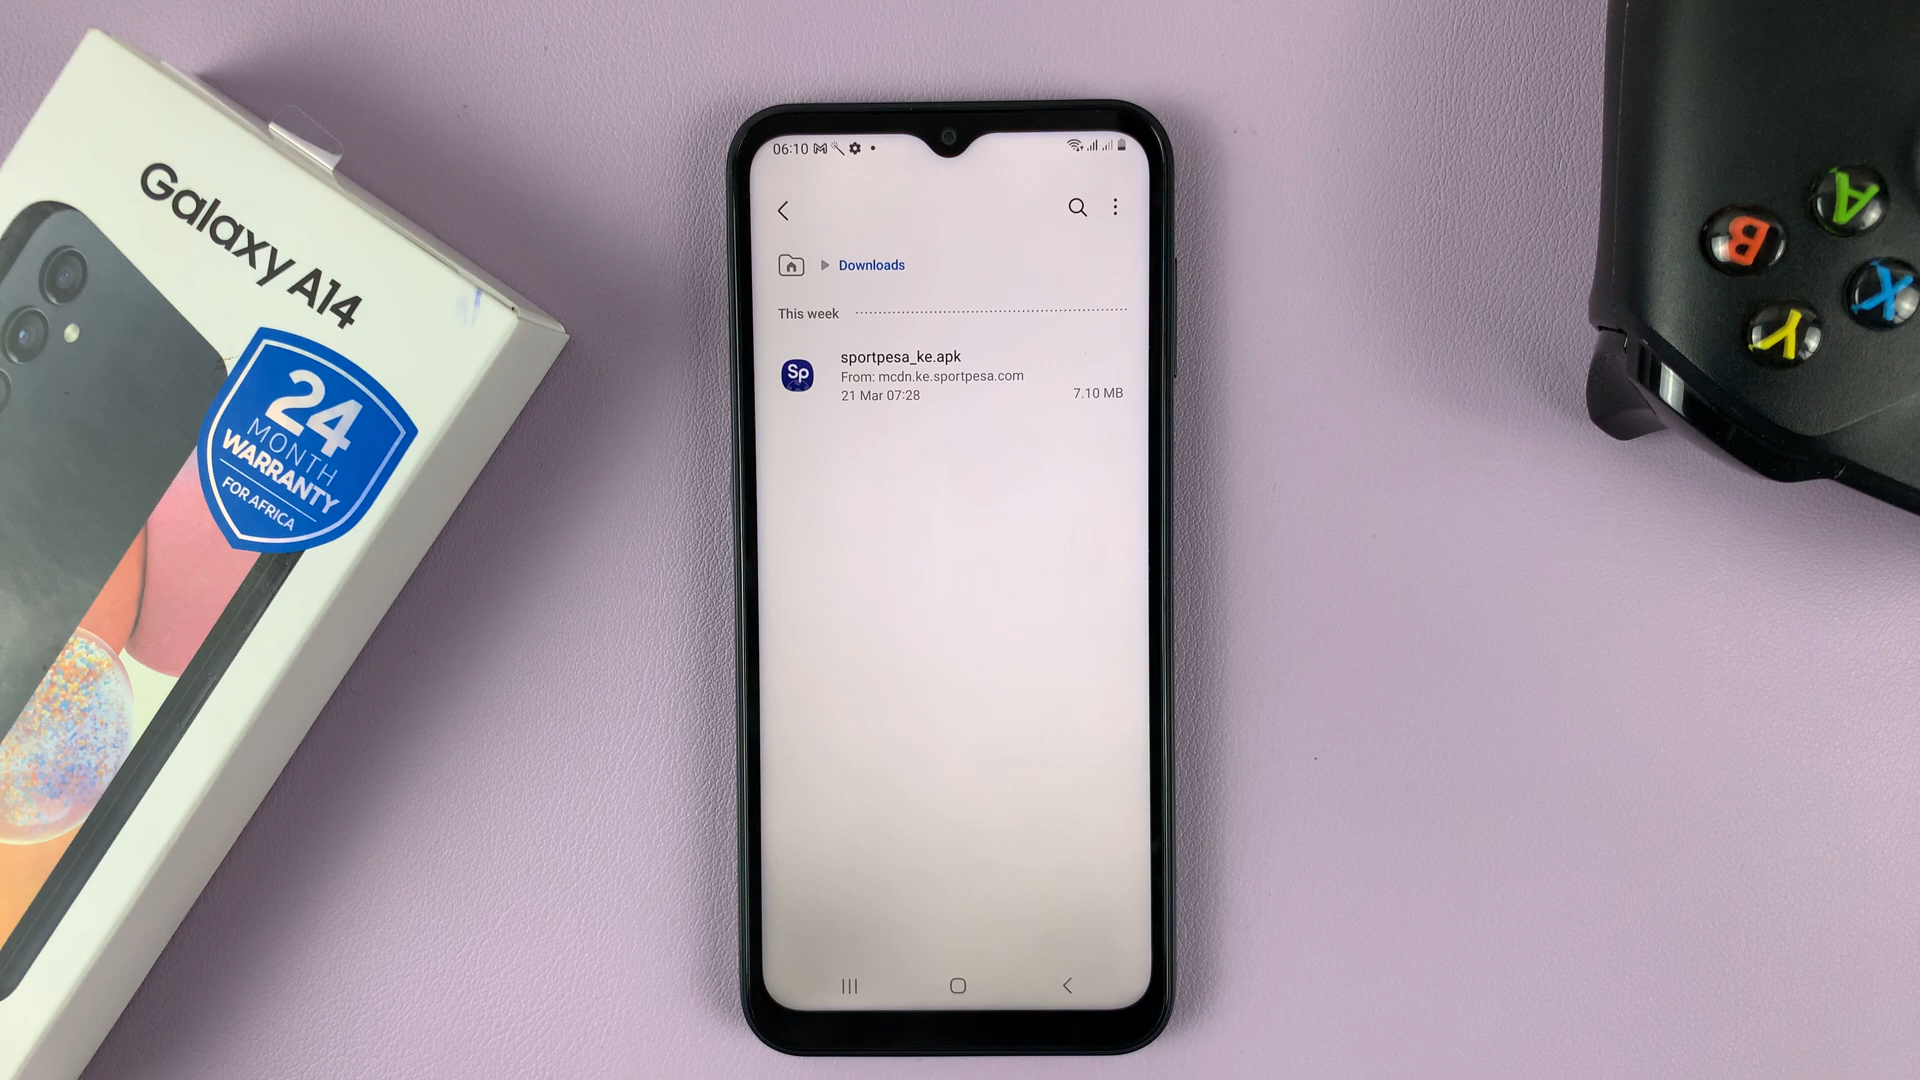 Galaxy A14
24
MONTH
WARRANTY
FOR AFRICA
06:10
Downloads
This week
Sp
sportpesa_ke.apk
From: mcdn.ke.sportpesa.com
21 Mar 07:28
7.10 MB
A
B
X
Y